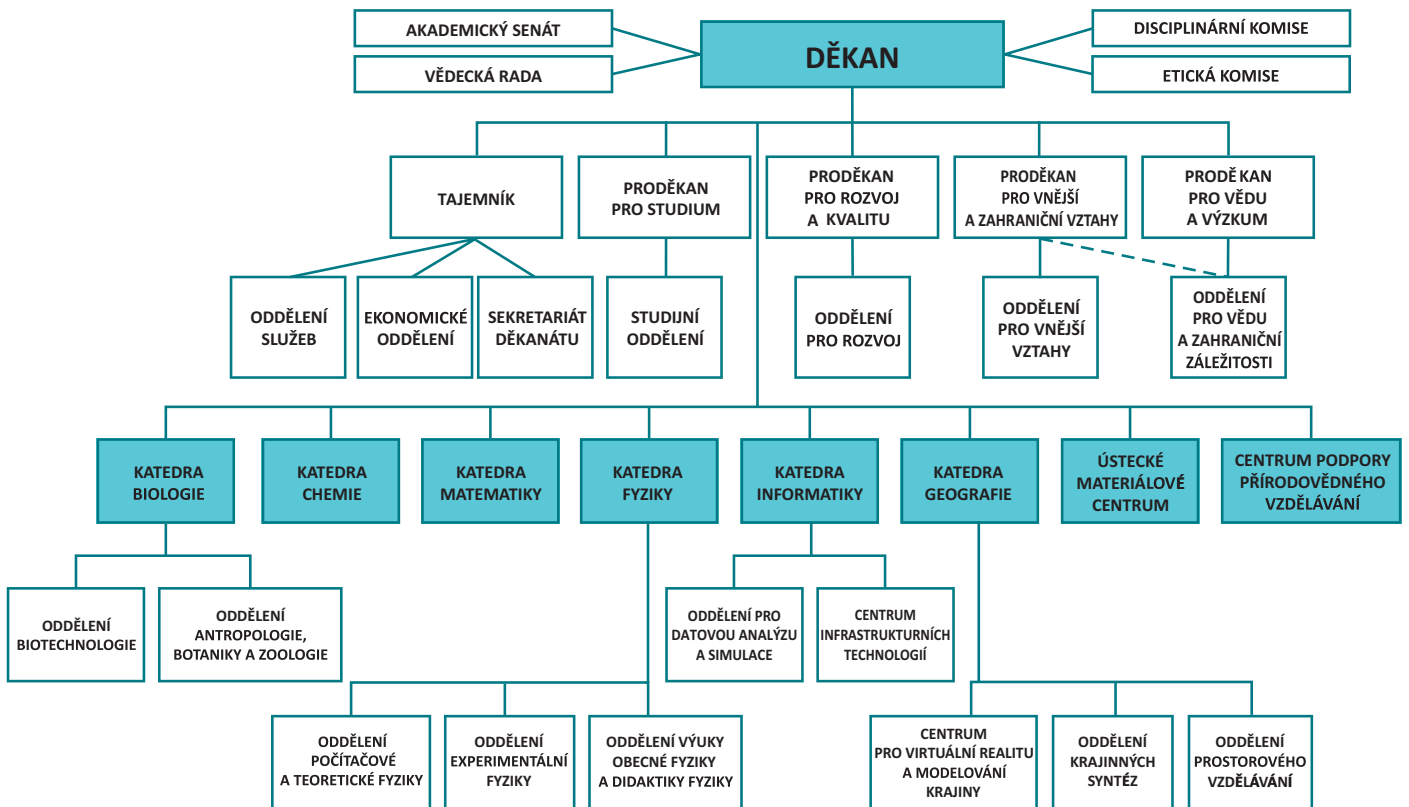 AKADEMICKÝ SENÁT
VĚDECKÁ RADA
DĚKAN
DISCIPLINÁRNÍ KOMISE
ETICKÁ KOMISE
TAJEMNÍK
PRODĚKAN
PRO STUDIUM
PRODĚKAN
PRO ROZVOJ
A KVALITU
PRODĚKAN
PRO VNĚJŠÍ
A ZAHRANIČNÍ VZTAHY
PRODĚKAN
PRO VĚDU
A VÝZKUM
ODDĚLENÍ
SLUŽEB
EKONOMICKÉ
ODDĚLENÍ
SEKRETARIÁT
DĚKANÁTU
STUDIJNÍ
ODDĚLENÍ
ODDĚLENÍ
PRO ROZVOJ
ODDĚLENÍ
PRO VNĚJŠÍ
VZTAHY
ODDĚLENÍ
PRO VĚDU
A ZAHRANIČNÍ
ZÁLEŽITOSTI
KATEDRA
BIOLOGIE
KATEDRA
CHEMIE
KATEDRA
MATEMATIKY
KATEDRA
FYZIKY
KATEDRA
INFORMATIKY
KATEDRA
GEOGRAFIE
ÚSTECKÉ
MATERIÁLOVÉ
CENTRUM
CENTRUM PODPORY
PŘÍRODOVĚDNÉHO
VZDĚLÁVÁNÍ
ODDĚLENÍ
BIOTECHNOLOGIE
ODDĚLENÍ
ANTROPOLOGIE,
BOTANIKY A ZOOLOGIE
ODDĚLENÍ PRO
DATOVOU ANALÝZU
A SIMULACE
CENTRUM
INFRASTRUKTURNÍCH
TECHNOLOGIÍ
ODDĚLENÍ
POČÍTAČOVÉ
A TEORETICKÉ FYZIKY
ODDĚLENÍ
EXPERIMENTÁLNÍ
FYZIKY
ODDĚLENÍ VÝUKY
OBECNÉ FYZIKY
A DIDAKTIKY FYZIKY
CENTRUM
PRO VIRTUÁLNÍ REALITU
A MODELOVÁNÍ
KRAJINY
ODDĚLENÍ
KRAJINNÝCH
SYNTÉZ
ODDĚLENÍ
PROSTOROVÉHO
VZDĚLÁVÁNÍ